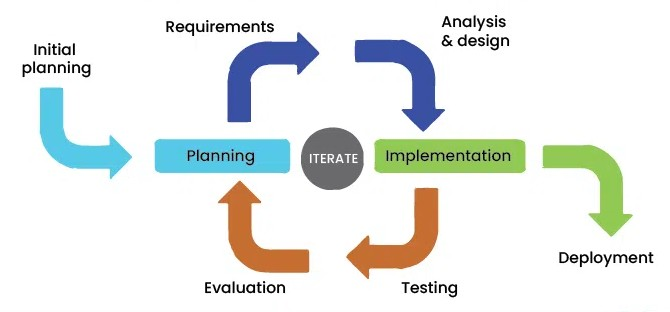 Requirements
Analysis
& design
Initial
planning
Planning
ITERATE
Implementation
Deployment
Evaluation
Testing